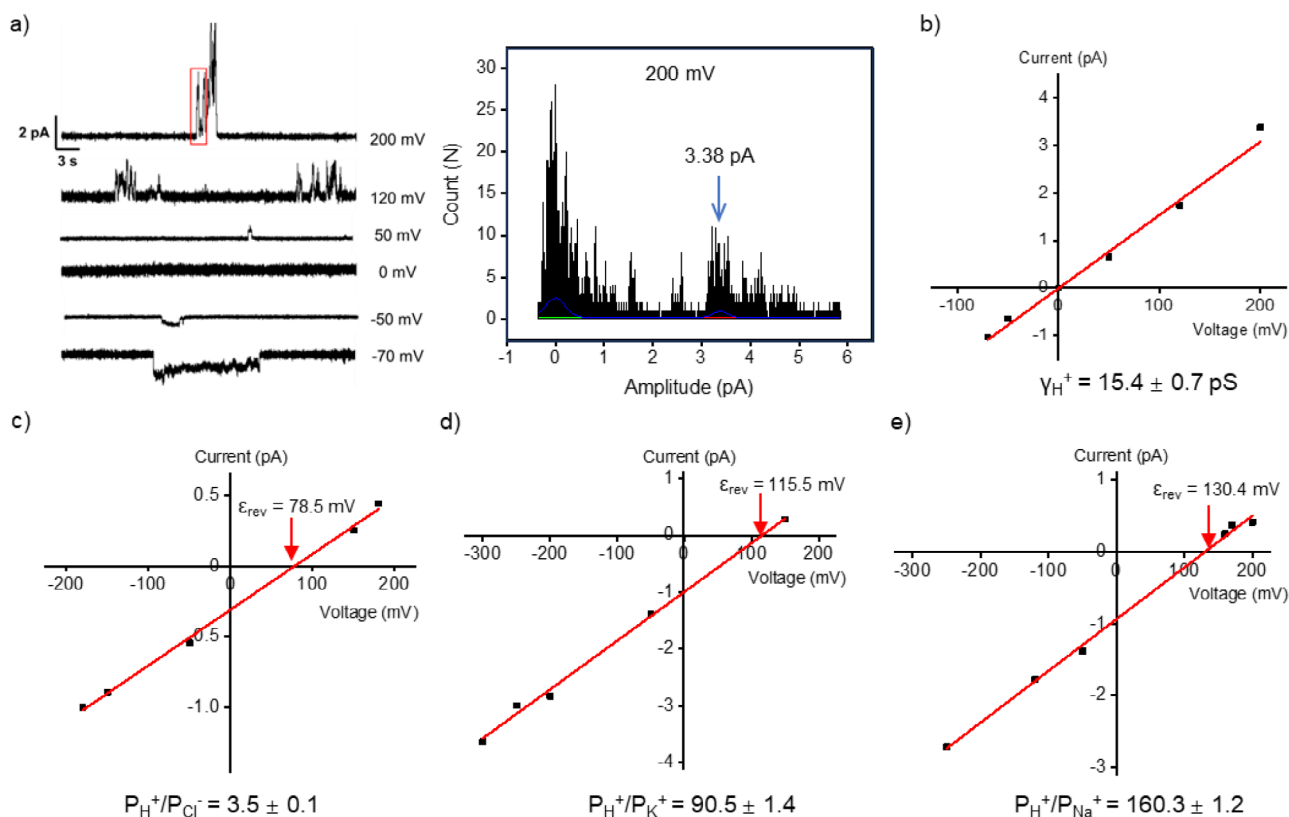 a)
2 pA
3 s
200 mV
120 mV
50 mV
0 mV
-50 mV
-70 mV
200 mV
3.38 pA
Count (N)
30
25
20
15
10
5
0
-1 0 1 2 3 4 5 6
Amplitude (pA)
b)
Current (pA)
4
3
2
1
0
-1
-100 0 100 200
Voltage (mV)
γH+ = 15.4 ± 0.7 pS
c)
Current (pA)
εrev = 78.5 mV
0.5
0
0.5
-1.0
-200 -100 0 100 200
Voltage (mV)
PH+/PCl- = 3.5 ± 0.1
d)
Current (pA)
εrev = 115.5 mV
1
0
-1
-2
-3
-4
-300 -200 -100 0 100 200
Voltage (mV)
PH+/PK+ = 90.5 ± 1.4
e)
Current (pA)
εrev = 130.4 mV
1
0
-1
-2
-3
-300 -200 -100 0 100 200
Voltage (mV)
PH+/PNa+ = 160.3 ± 1.2